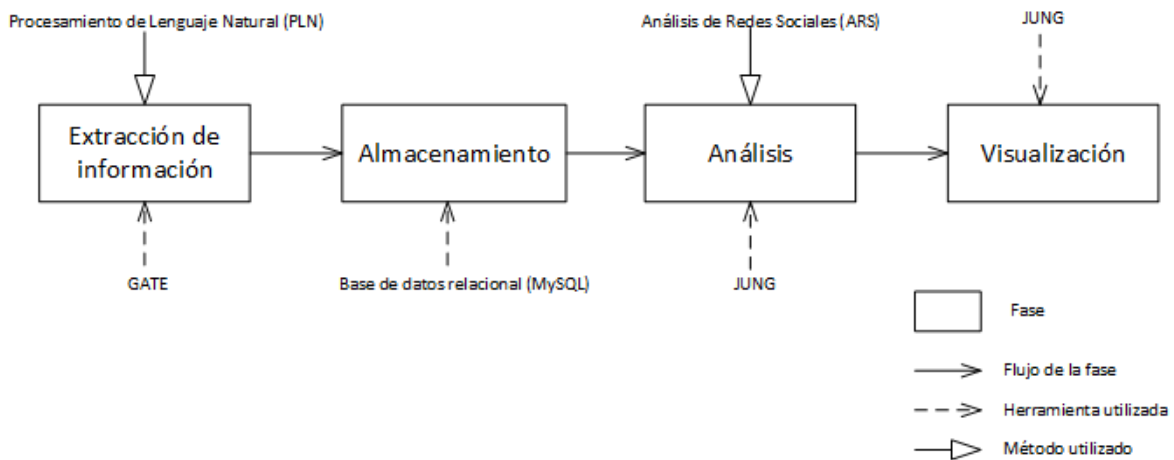 Procesamiento de Lenguaje Natural (PLN)
Análisis de Redes Sociales (ARS)
JUNG
Extracción de
información
Almacenamiento
Análisis
Visualización
GATE
Base de datos relacional (MySQL)
JUNG
Fase
Flujo de la fase
Herramienta utilizada
Método utilizado